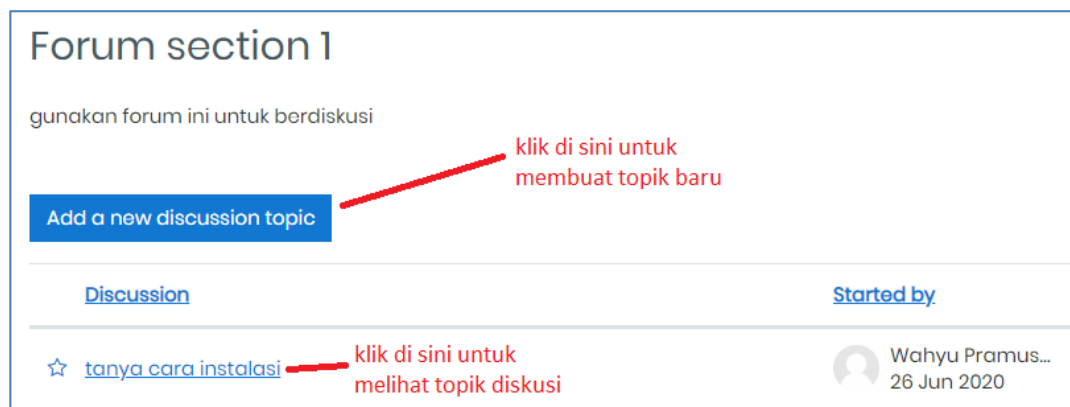 Forum section 1
gunakan forum ini untuk berdiskusi
klik di sini untuk
membuat topik baru
Add a new discussion topic
Discussion
Started by
tanya cara instalasi
klik di sini untuk
melihat topik diskusi
Wahyu Pramus...
26 Jun 2020